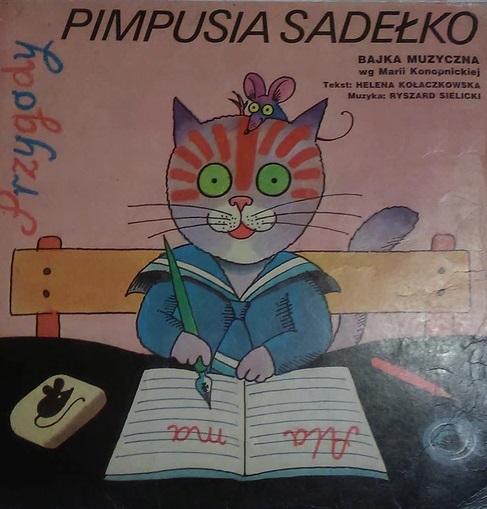 Przygody
PIMPUSIA SADEŁKO
BAJKA MUZYCZNA
wg Marii Konopnickiej
Tekst: HELENA KOŁACZKOWSKA
Muzyka: RYSZARD SIELICKI
Ala
ma